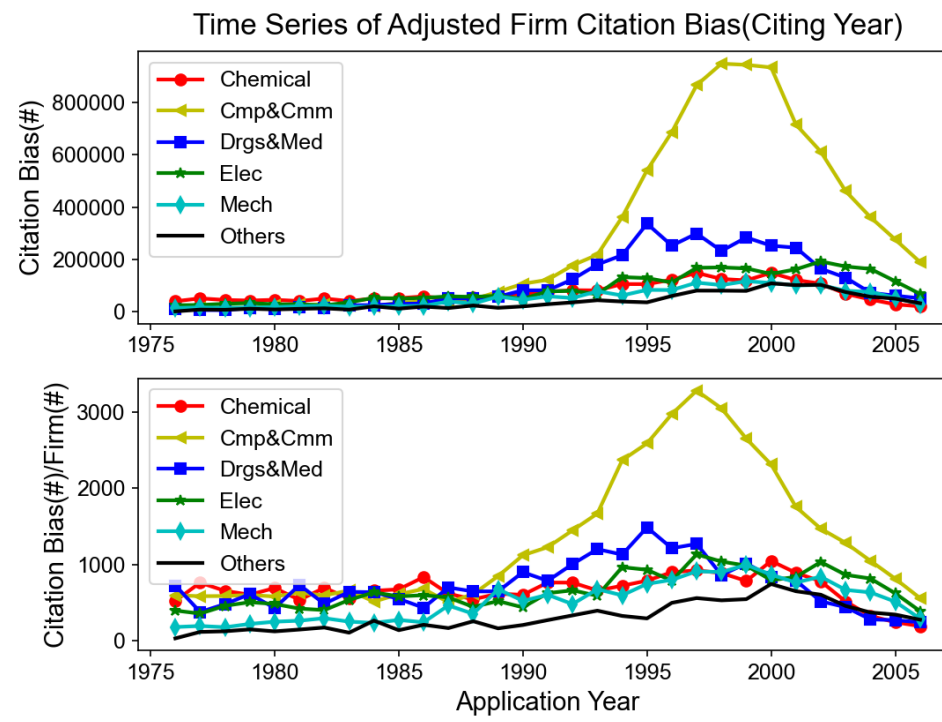 Time Series of Adjusted Firm Citation Bias(Citing Year)
Citation Bias(#)
800000
600000
400000
200000
0
Chemical
Cmp&Cmm
Drgs&Med
Elec
Mech
Others
1975
1980
1985
1990
1995
2000
2005
Citation Bias(#)/Firm(#)
3000
2000
1000
0
Chemical
Cmp&Cmm
Drgs&Med
Elec
Mech
Others
1975
1980
1985
1990
1995
2000
2005
Application Year